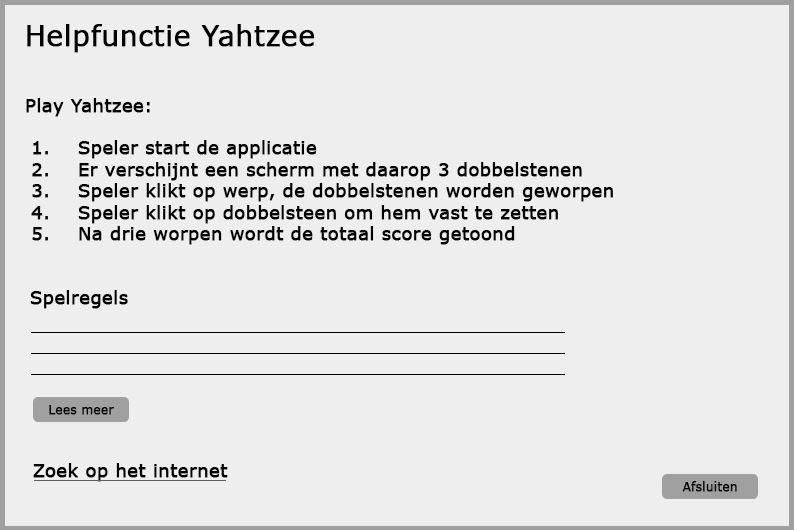 Helpfunctie Yahtzee
Play Yahtzee:
1. Speler start de applicatie
2. Er verschijnt een scherm met daarop 3 dobbelstenen
3. Speler klikt op werp, de dobbelstenen worden geworpen
4. Speler klikt op dobbelsteen om hem vast te zetten
5. Na drie worpen wordt de totaal score getoond
Spelregels
Lees meer
Zoek op het internet
Afsluiten